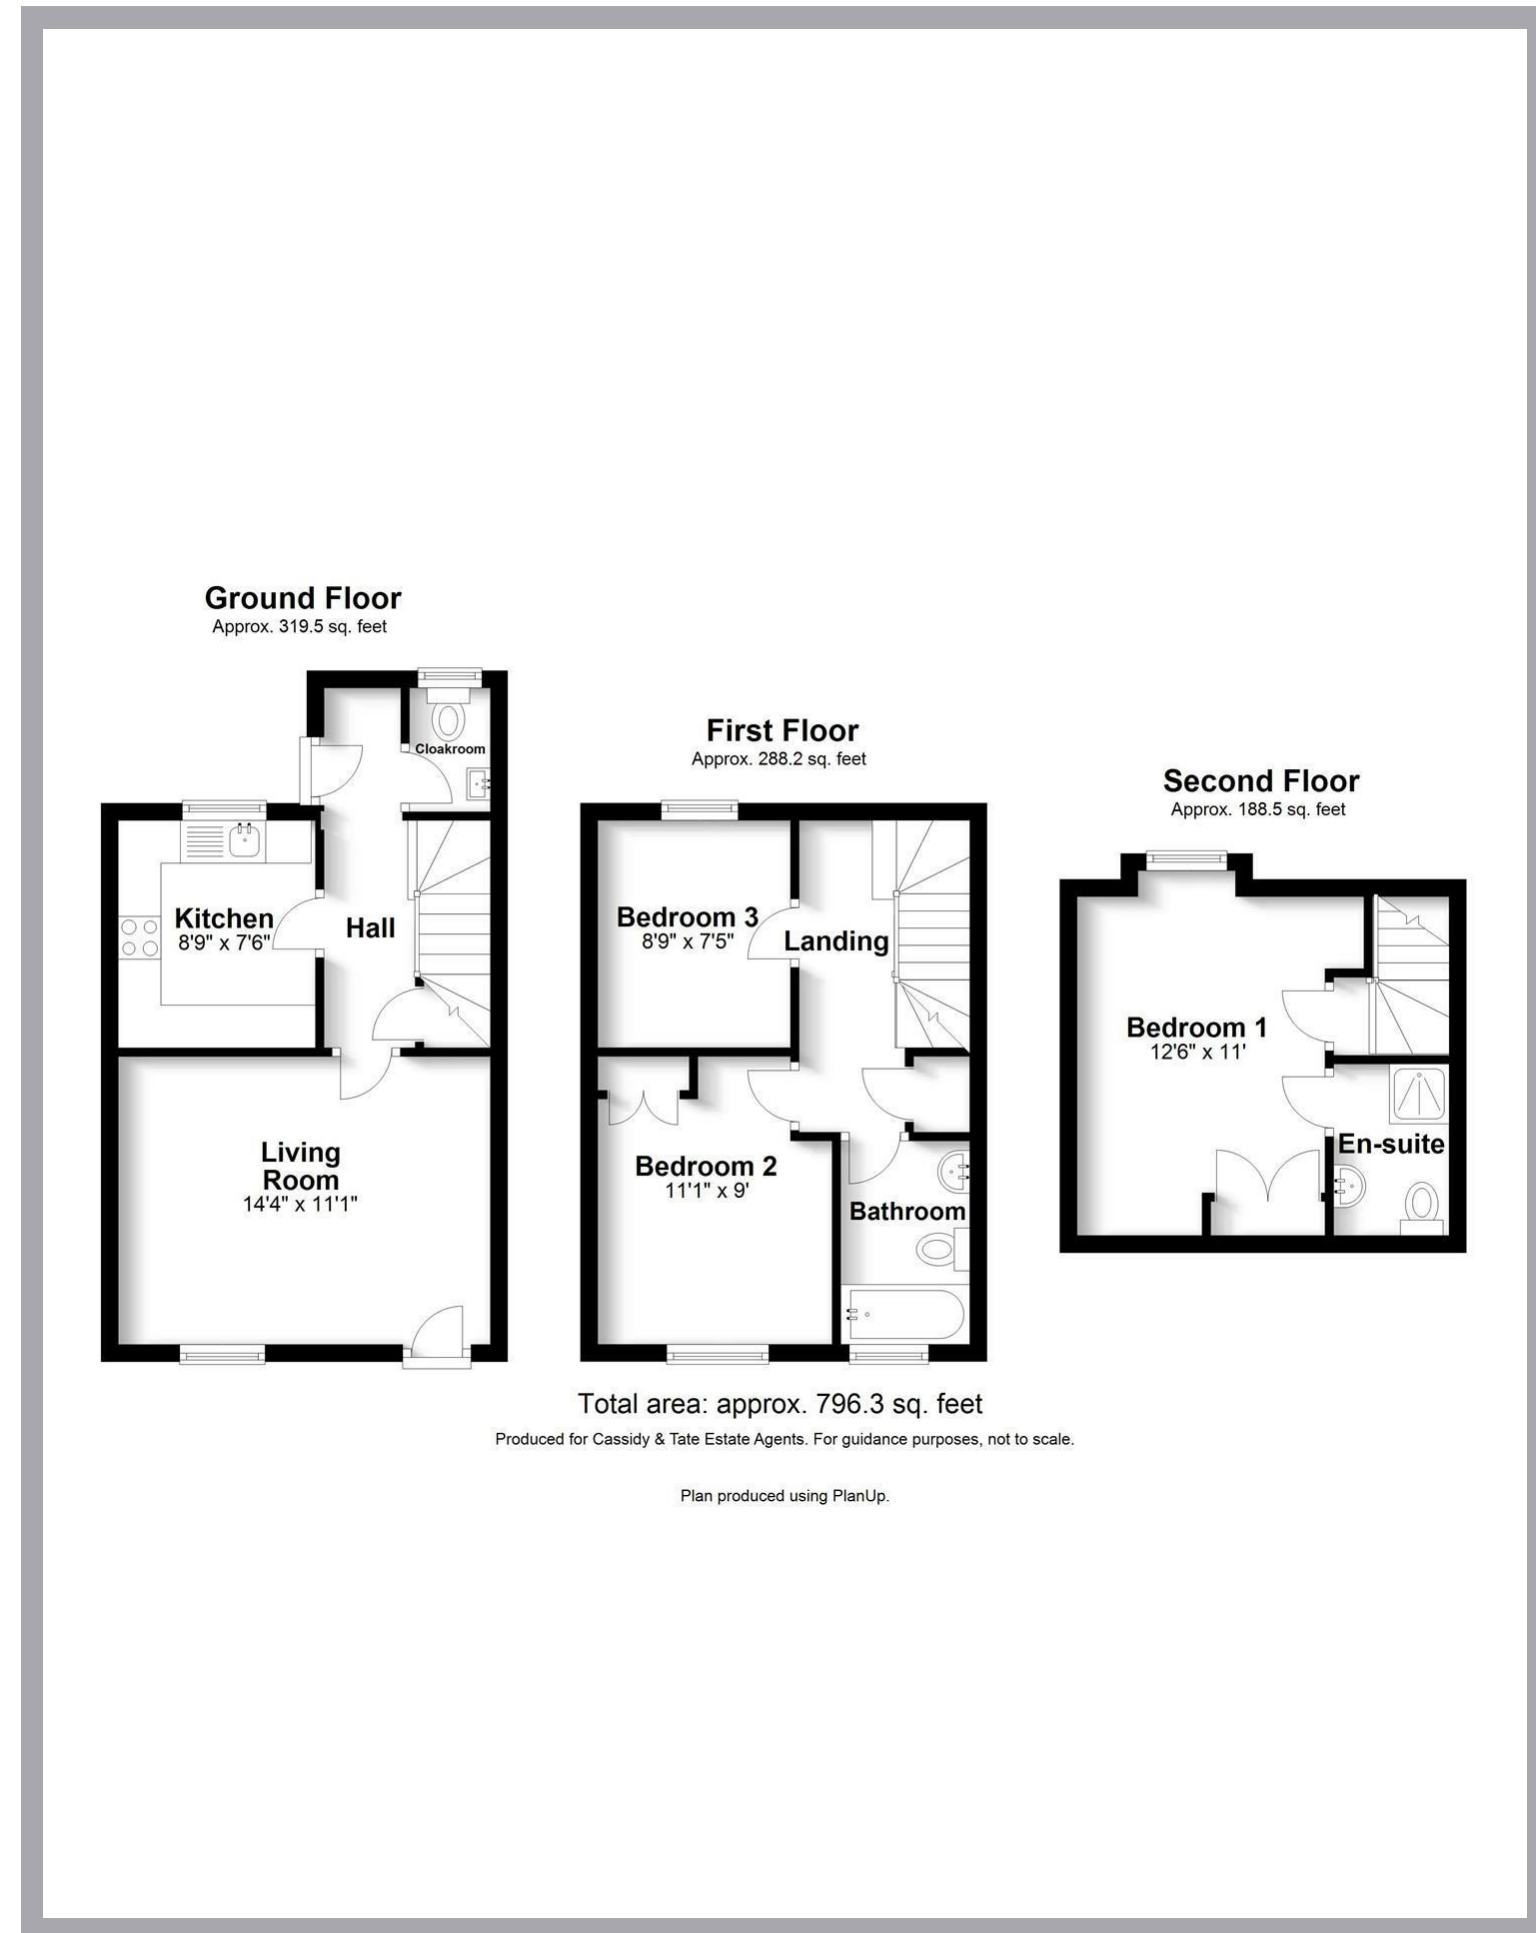 Ground Floor
Approx. 319.5 sq. feet
Cloakroom
Kitchen
8'9" x 7'6"
Hall
Living
Room
14'4" x 11'1"
First Floor
Approx. 288.2 sq. feet
Bedroom 3
8'9" x 7'5"
Landing
Bedroom 2
11'1" x 9'
Bathroom
Second Floor
Approx. 188.5 sq. feet
Bedroom 1
12'6" x 11'
En-suite
Total area: approx. 796.3 sq. feet
Produced for Cassidy & Tate Estate Agents. For guidance purposes, not to scale.
Plan produced using PlanUp.